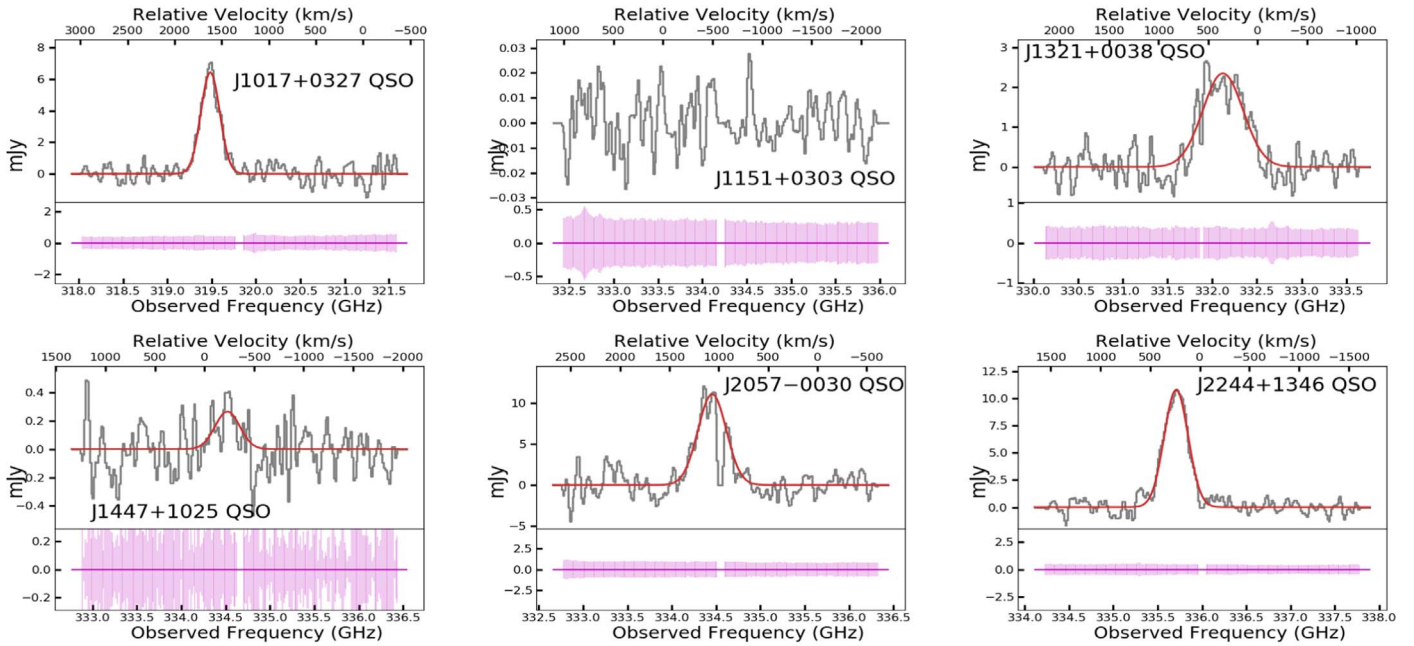 Relative Velocity (km/s)
3000 2500 2000 1500 1000 500 0 −500
8
6
4
2
0
mJy
J1017+0327 QSO
2
0
−2
318.0 318.5 319.0 319.5 320.0 320.5 321.0 321.5
Observed Frequency (GHz)
Relative Velocity (km/s)
1000 500 0 −500 −1000 −1500 −2000
0.03
0.02
0.01
0.00
−0.01
−0.02
−0.03
mJy
J1151+0303 QSO
0.5
0.0
−0.5
332.5 333.0 333.5 334.0 334.5 335.0 335.5 336.0
Observed Frequency (GHz)
Relative Velocity (km/s)
2000 1500 1000 500 0 −500 −1000
3
2
1
0
mJy
J1321+0038 QSO
1
0
−1
330.0 330.5 331.0 331.5 332.0 332.5 333.0 333.5
Observed Frequency (GHz)
Relative Velocity (km/s)
1500 1000 500 0 −500 −1000 −1500 −2000
0.4
0.2
0.0
−0.2
−0.4
mJy
J1447+1025 QSO
0.2
0.0
−0.2
333.0 333.5 334.0 334.5 335.0 335.5 336.0 336.5
Observed Frequency (GHz)
Relative Velocity (km/s)
2500 2000 1500 1000 500 0 −500
10
5
0
−5
mJy
J2057−0030 QSO
2.5
0.0
−2.5
332.5 333.0 333.5 334.0 334.5 335.0 335.5 336.0 336.5
Observed Frequency (GHz)
Relative Velocity (km/s)
1500 1000 500 0 −500 −1000 −1500
12.5
10.0
7.5
5.0
2.5
0.0
mJy
J2244+1346 QSO
2.5
0.0
−2.5
334.0 334.5 335.0 335.5 336.0 336.5 337.0 337.5 338.0
Observed Frequency (GHz)